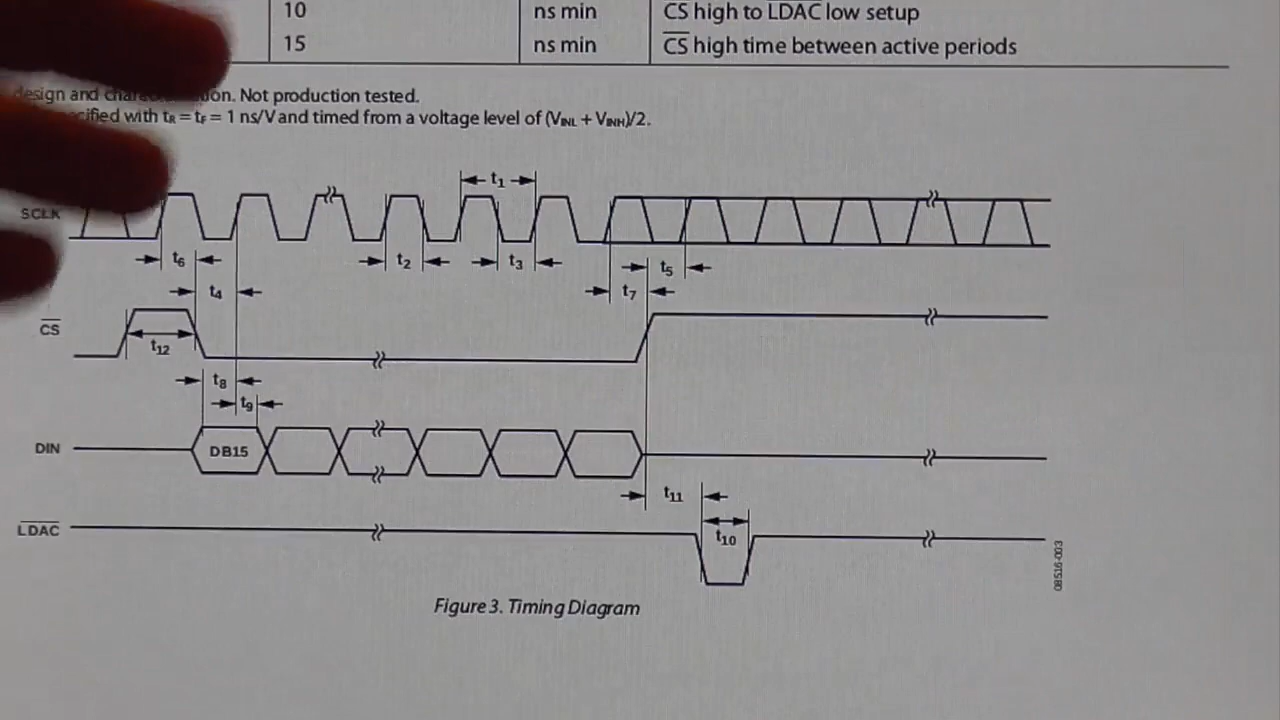 10 ns min CS high to LDAC low setup
15 ns min CS high time between active periods
design and ion. Not production tested.
with tR = tF = 1 ns/V and timed from a voltage level of (VINL + VINH)/2.
t1
SCLK
t6 t2 t3 t5
t4 t7
CS
t12
t8
t9
DIN DB15
t11
LDAC
t10
08516-003
Figure 3. Timing Diagram